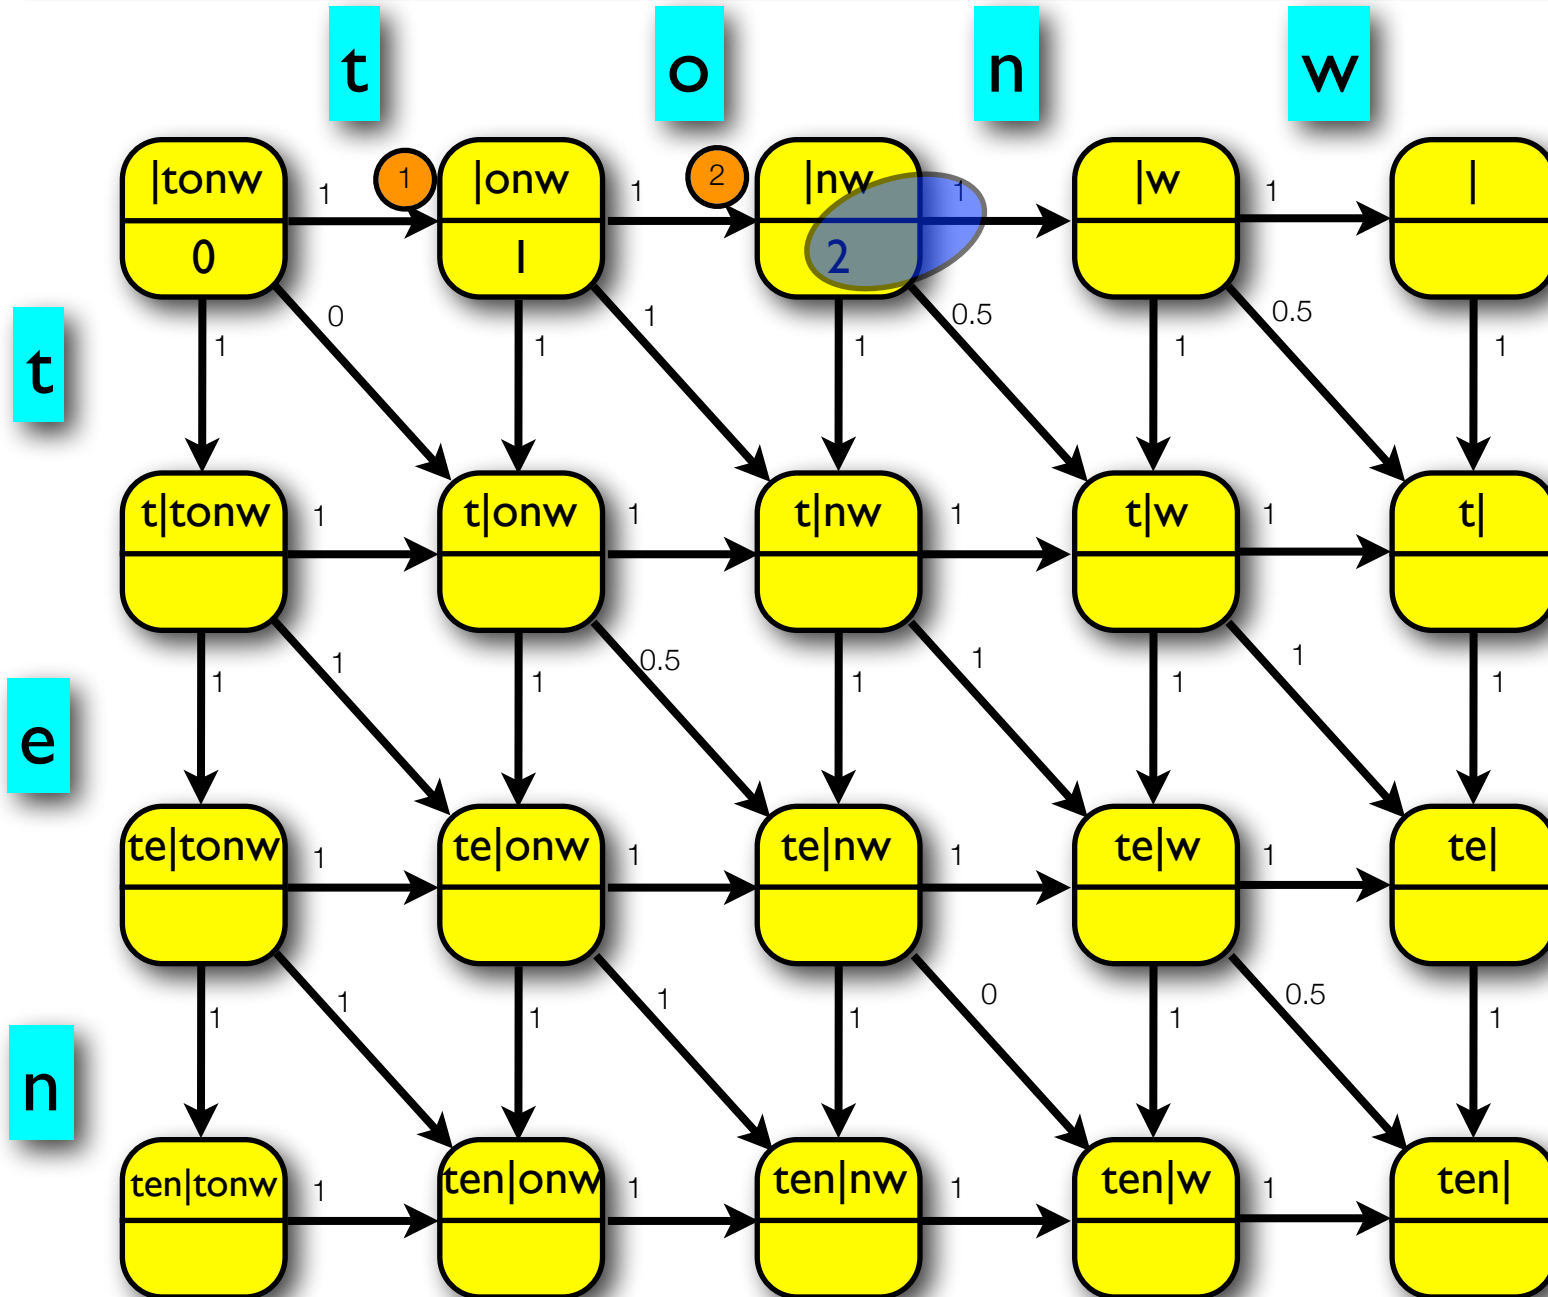 t o n w
|tonw 1 1 |onw 1 2 |nw 1 |w 1 |
0 1 2
0 1 0.5 0.5
t 1 1 1 1 1
t|tonw 1 t|onw 1 t|nw 1 t|w 1 t|
1 0.5 1 1
e 1 1 1 1 1
te|tonw 1 te|onw 1 te|nw 1 te|w 1 te|
1 1 0 0.5
n 1 1 1 1 1
ten|tonw 1 ten|onw 1 ten|nw 1 ten|w 1 ten|